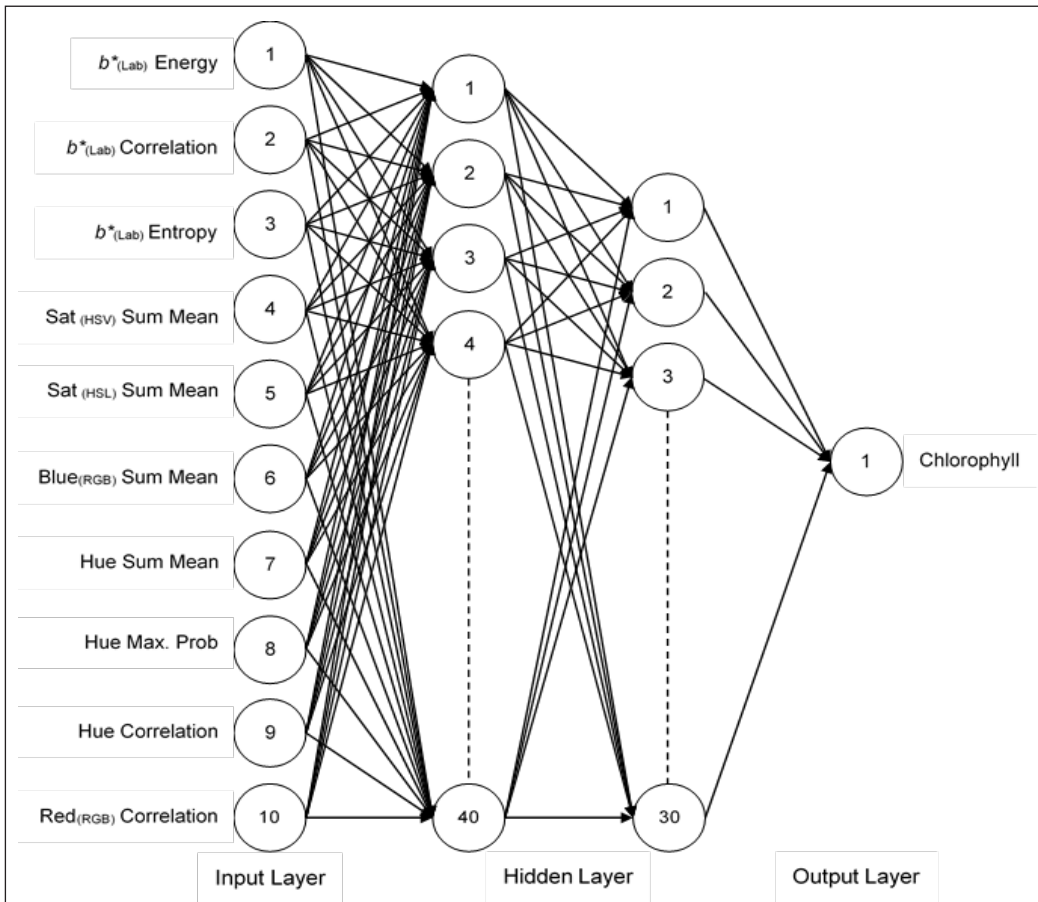 b*(Lab) Energy
1
b*(Lab) Correlation
2
b*(Lab) Entropy
3
Sat (HSV) Sum Mean
4
Sat (HSL) Sum Mean
5
Blue(RGB) Sum Mean
6
Hue Sum Mean
7
Hue Max. Prob
8
Hue Correlation
9
Red(RGB) Correlation
10
1
2
3
4
40
1
2
3
30
1
Chlorophyll
Input Layer
Hidden Layer
Output Layer